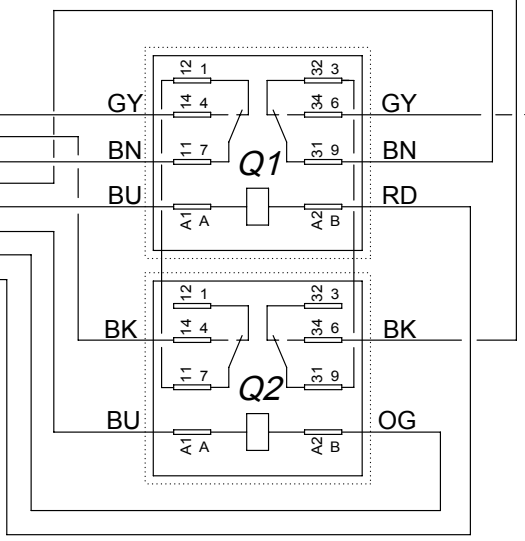 12 1 32 3
GY 14 4 34 6 GY
BN 11 7 31 9 BN
Q1
BU A1 A A2 B RD
12 1 32 3
BK 14 4 34 6 BK
11 7 31 9
Q2
BU A1 A A2 B OG